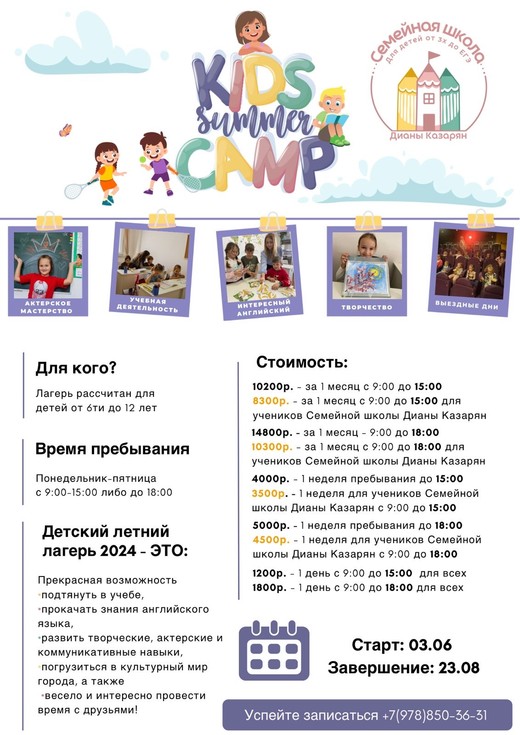 KIDS
summer
CAMP
Семейная школа
Для детей от 3х до ЕГЭ
Дианы Казарян
АКТЕРСКОЕ
МАСТЕРСТВО
УЧЕБНАЯ
ДЕЯТЕЛЬНОСТЬ
ИНТЕРЕСНЫЙ
АНГЛИЙСКИЙ
ТВОРЧЕСТВО
ВЫЕЗДНЫЕ ДНИ
Для кого?
Лагерь рассчитан для
детей от 6ти до 12 лет
Время пребывания
Понедельник-пятница
с 9:00-15:00 либо до 18:00
Детский летний
лагерь 2024 - ЭТО:
Прекрасная возможность
•подтянуть в учебе,
•прокачать знания английского
языка,
•развить творческие, актерские и
коммуникативные навыки,
•погрузиться в культурный мир
города, а также
•весело и интересно провести
время с друзьями!
Стоимость:
10200р. - за 1 месяц с 9:00 до 15:00
8300р. - за 1 месяц с 9:00 до 15:00 для
учеников Семейной школы Дианы Казарян
14800р. - за 1 месяц - 9:00 до 18:00
10300р. - за 1 месяц с 9:00 до 18:00 для
учеников Семейной школы Дианы Казарян
4000р. - 1 неделя пребывания до 15:00
3500р. - 1 неделя для учеников Семейной
школы Дианы Казарян с 9:00 до 15:00
5000р. - 1 неделя пребывания до 18:00
4500р. - 1 неделя для учеников Семейной
школы Дианы Казарян с 9:00 до 18:00
1200р. - 1 день с 9:00 до 15:00 для всех
1800р. - 1 день с 9:00 до 18:00 для всех
Старт: 03.06
Завершение: 23.08
Успейте записаться +7(978)850-36-31